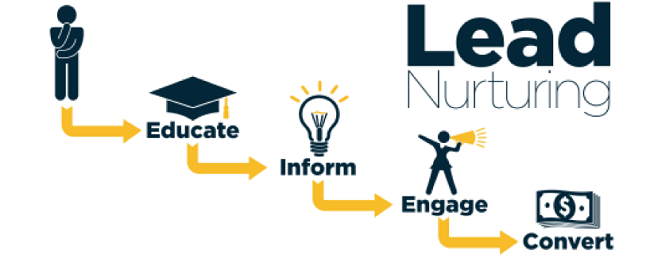 Lead
Nurturing
Educate
Inform
Engage
$
Convert